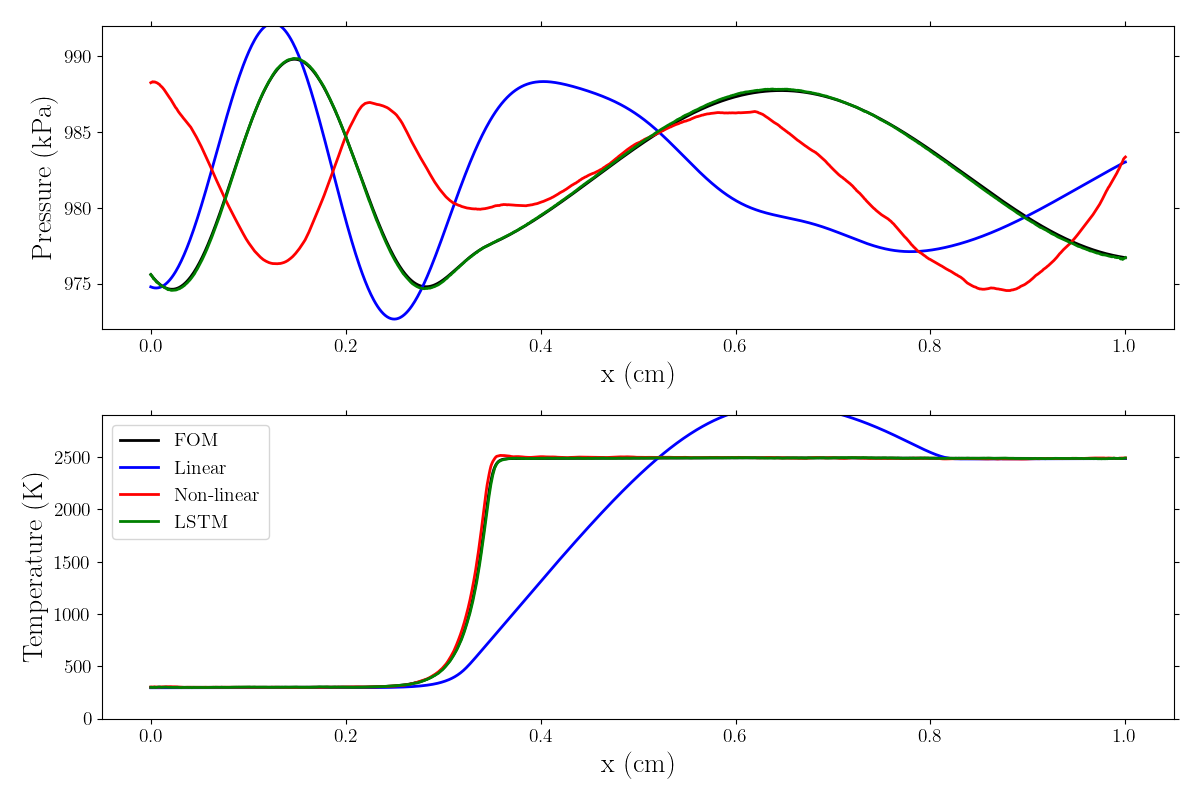 Pressure (kPa)
990
985
980
975
0.0 0.2 0.4 0.6 0.8 1.0
x (cm)
Temperature (K)
2500
2000
1500
1000
500
0
FOM
Linear
Non-linear
LSTM
0.0 0.2 0.4 0.6 0.8 1.0
x (cm)